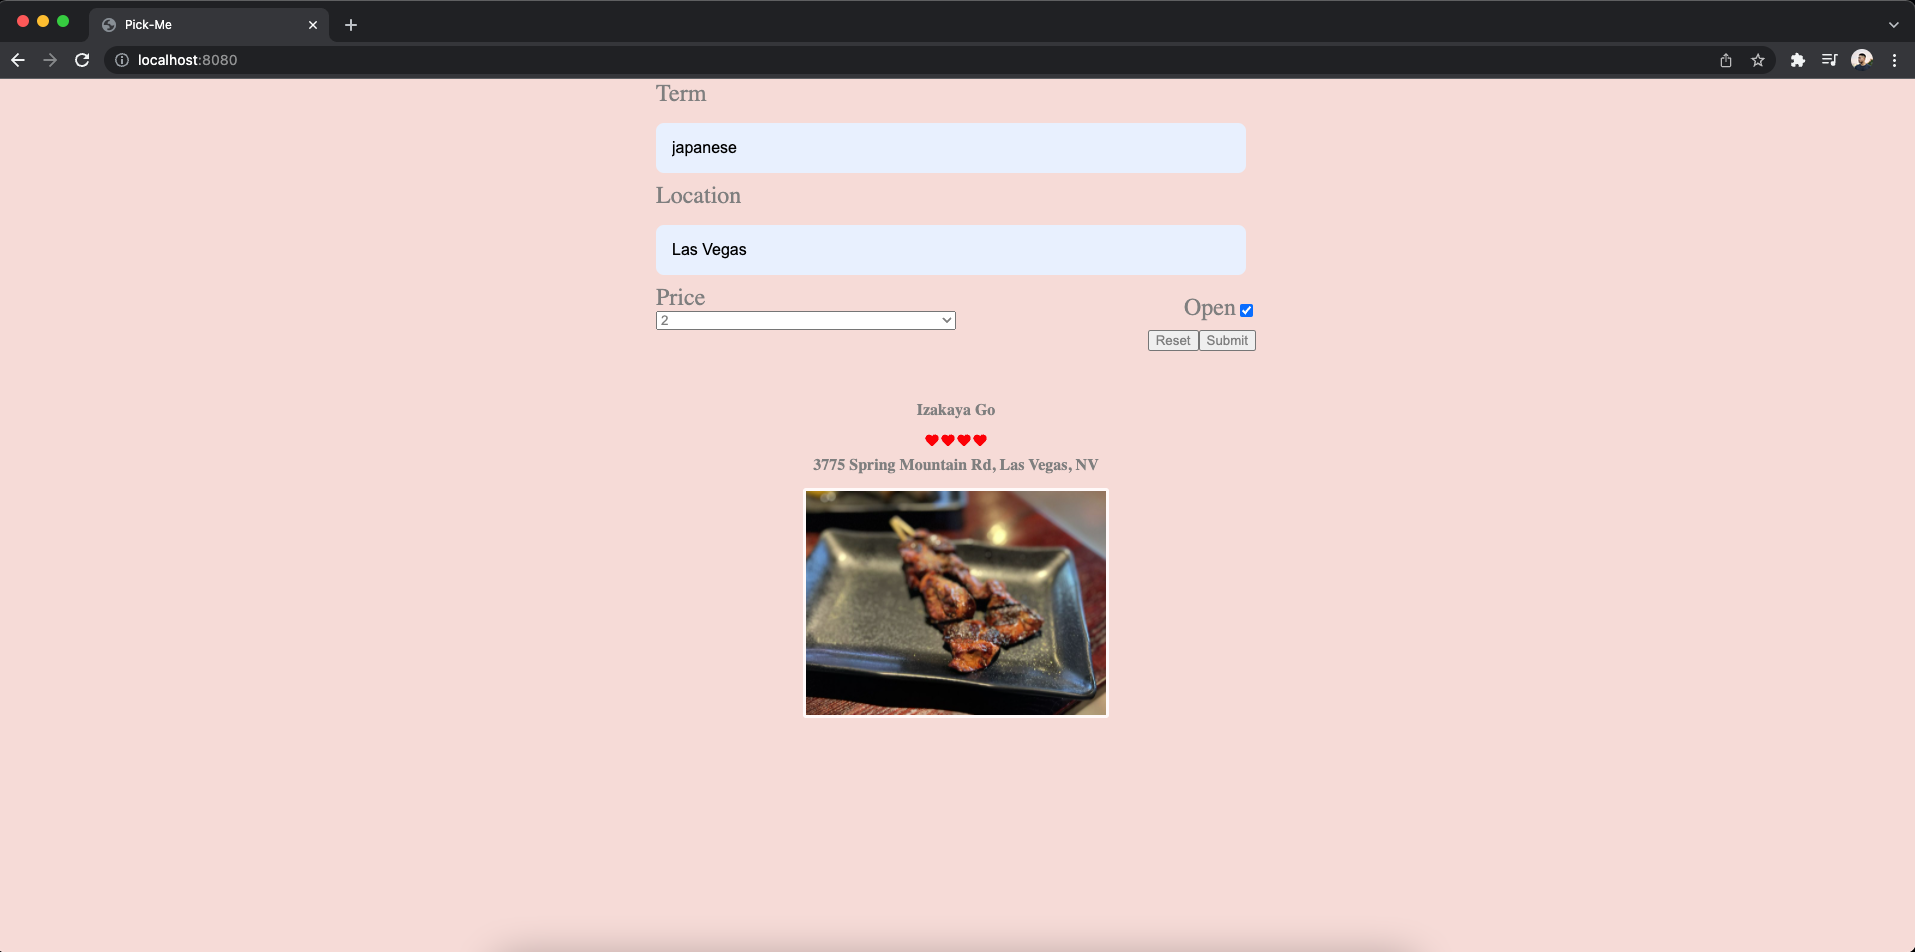 Pick-Me
localhost:8080
Term
japanese
Location
Las Vegas
Price
Open
2
Reset Submit
Izakaya Go
3775 Spring Mountain Rd, Las Vegas, NV